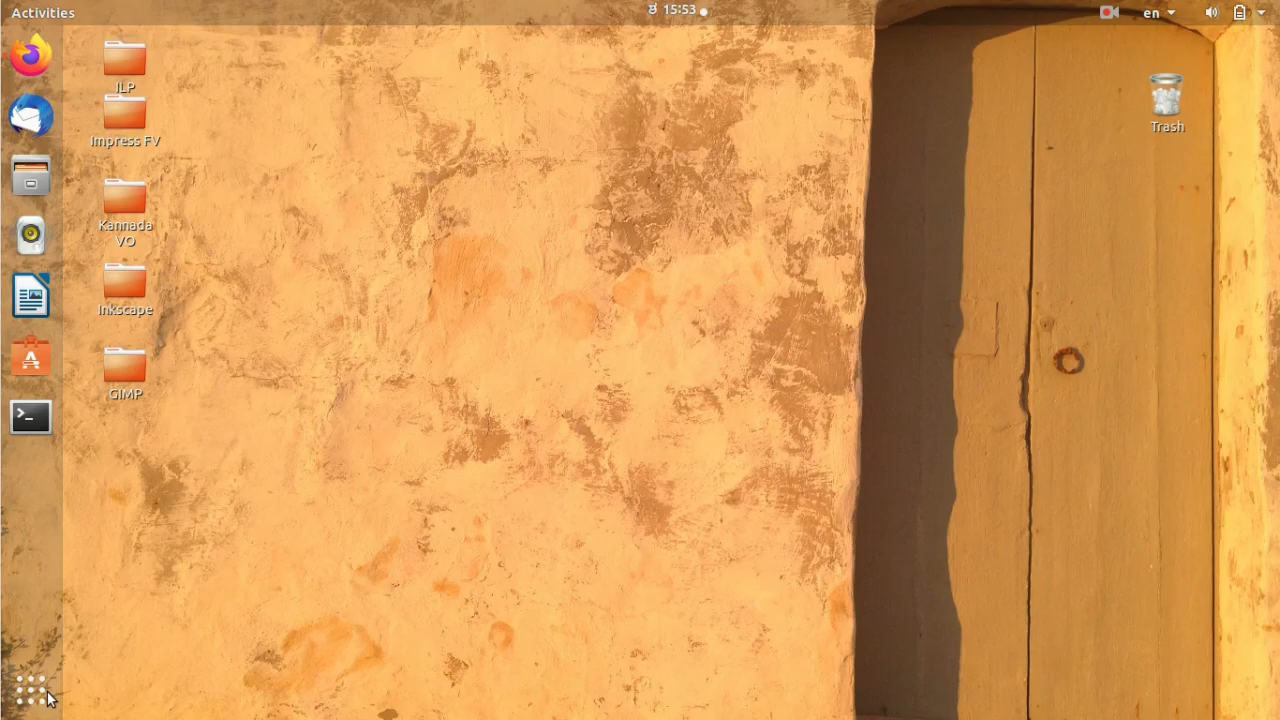 Activities
15:53
en
ILP
Impress FV
Kannada
VO
Inkscape
GIMP
Trash